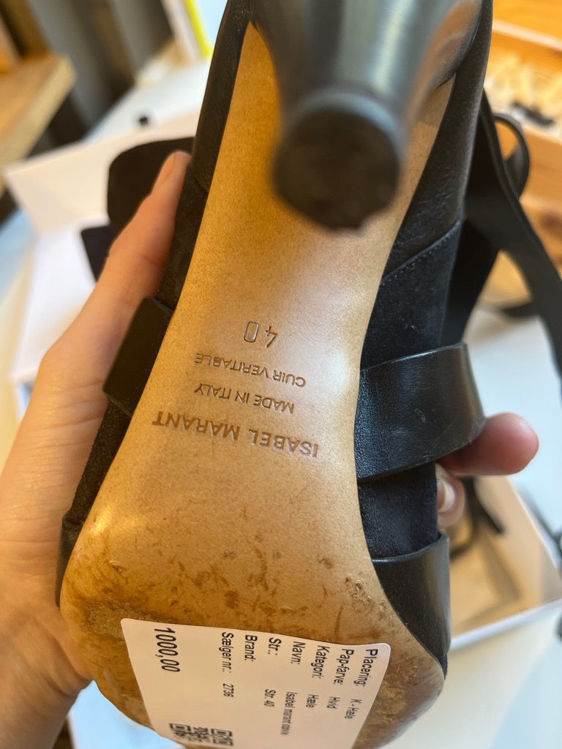 ISABEL MARANT
MADE IN ITALY
CUIR VERITABLE
40
Placering: K - Hæle
Pap-farve: Hvid
Kategori: Hæle
Navn: Isabel marant
Str.: Str. 40
Brand:
Sælger nr.: 2736
1000,00